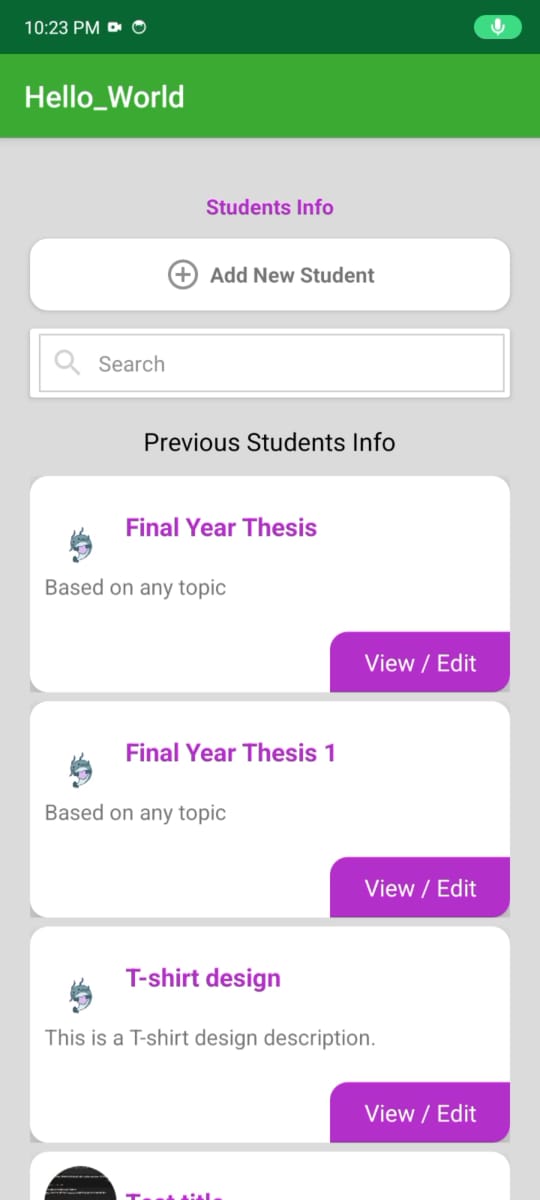 10:23 PM
Hello_World
Students Info
Add New Student
Search
Previous Students Info
Final Year Thesis
Based on any topic
View / Edit
Final Year Thesis 1
Based on any topic
View / Edit
T-shirt design
This is a T-shirt design description.
View / Edit
Test title